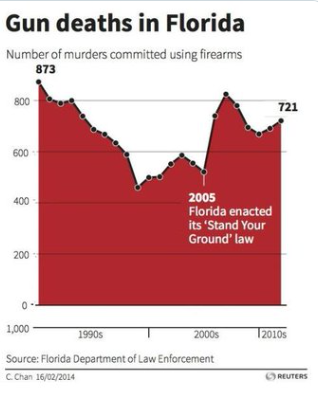 Gun deaths in Florida
Number of murders committed using firearms
873
800
721
600
400
2005
Florida enacted
its 'Stand Your
Ground' law
200
0
1,000
1990s 2000s 2010s
Source: Florida Department of Law Enforcement
C. Chan 16/02/2014 REUTERS